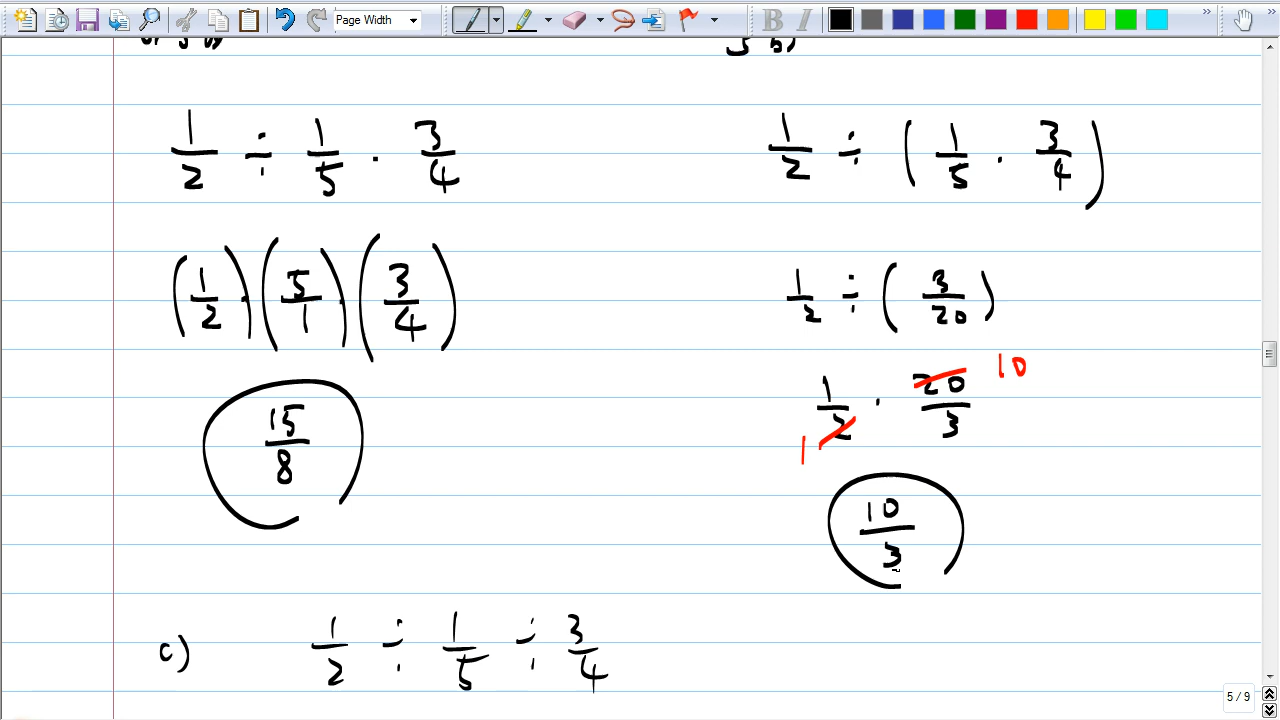 Page Width
1/2 ÷ 1/5 · 3/4
1/2 ÷ (1/5 · 3/4)
(1/2) · (5/1) · (3/4)
1/2 ÷ (3/20)
15/8
1/2 · 20/3 10
1
10/3
c) 1/2 ÷ 1/5 ÷ 3/4
5 / 9